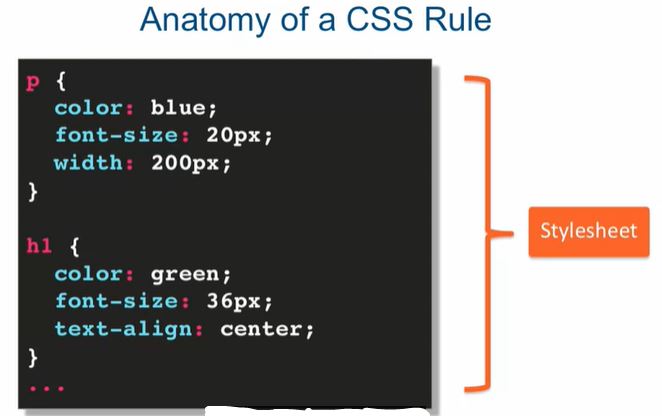 Anatomy of a CSS Rule
p {
color: blue;
font-size: 20px;
width: 200px;
}
h1 {
color: green;
font-size: 36px;
text-align: center;
}
...
Stylesheet